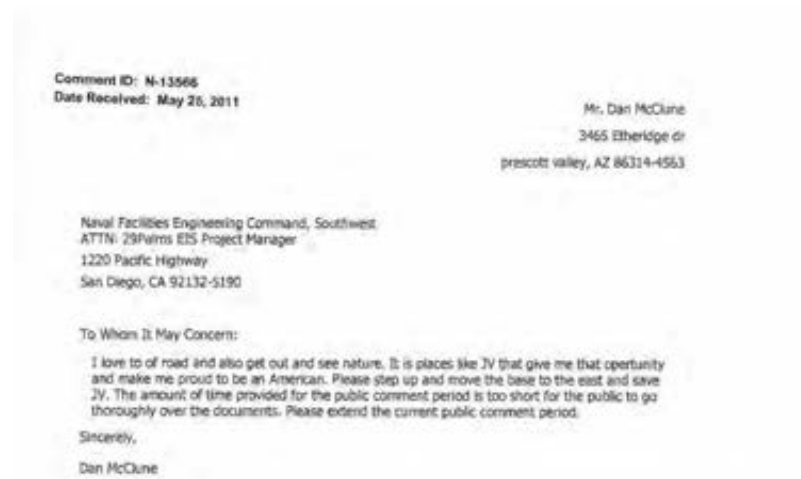 Comment ID: N-13566
Date Received: May 25, 2011
Mr. Dan McClune
3465 Etheridge dr
prescott valley, AZ 86314-4563
Naval Facilities Engineering Command, Southwest
ATTN: 29Palms EIS Project Manager
1220 Pacific Highway
San Diego, CA 92132-5190
To Whom It May Concern:
I love to of road and also get out and see nature. It is places like JV that give me that opertunity
and make me proud to be an American. Please step up and move the base to the east and save
JV. The amount of time provided for the public comment period is too short for the public to go
thoroughly over the documents. Please extend the current public comment period.
Sincerely,
Dan McClune